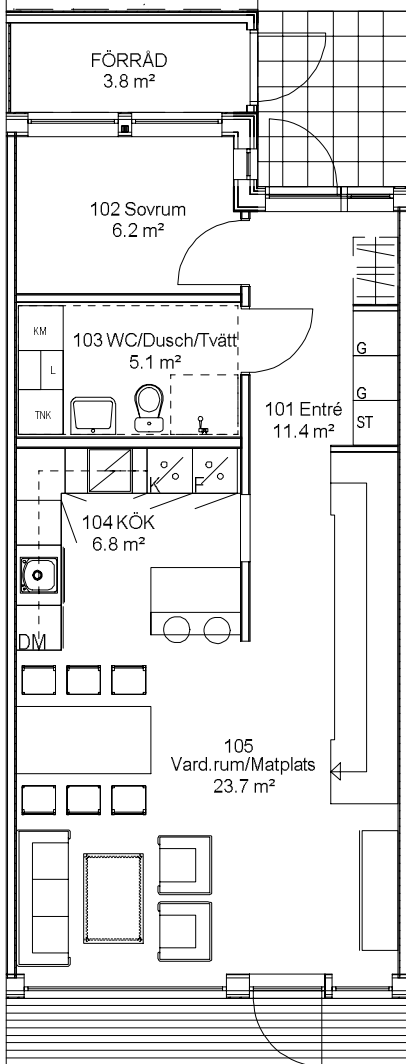 FÖRRÅD
3.8 m²
102 Sovrum
6.2 m²
KM
L
TNK
103 WC/Dusch/Tvätt
5.1 m²
G
G
ST
101 Entré
11.4 m²
K
F
104 KÖK
6.8 m²
DM
105
Vard.rum/Matplats
23.7 m²